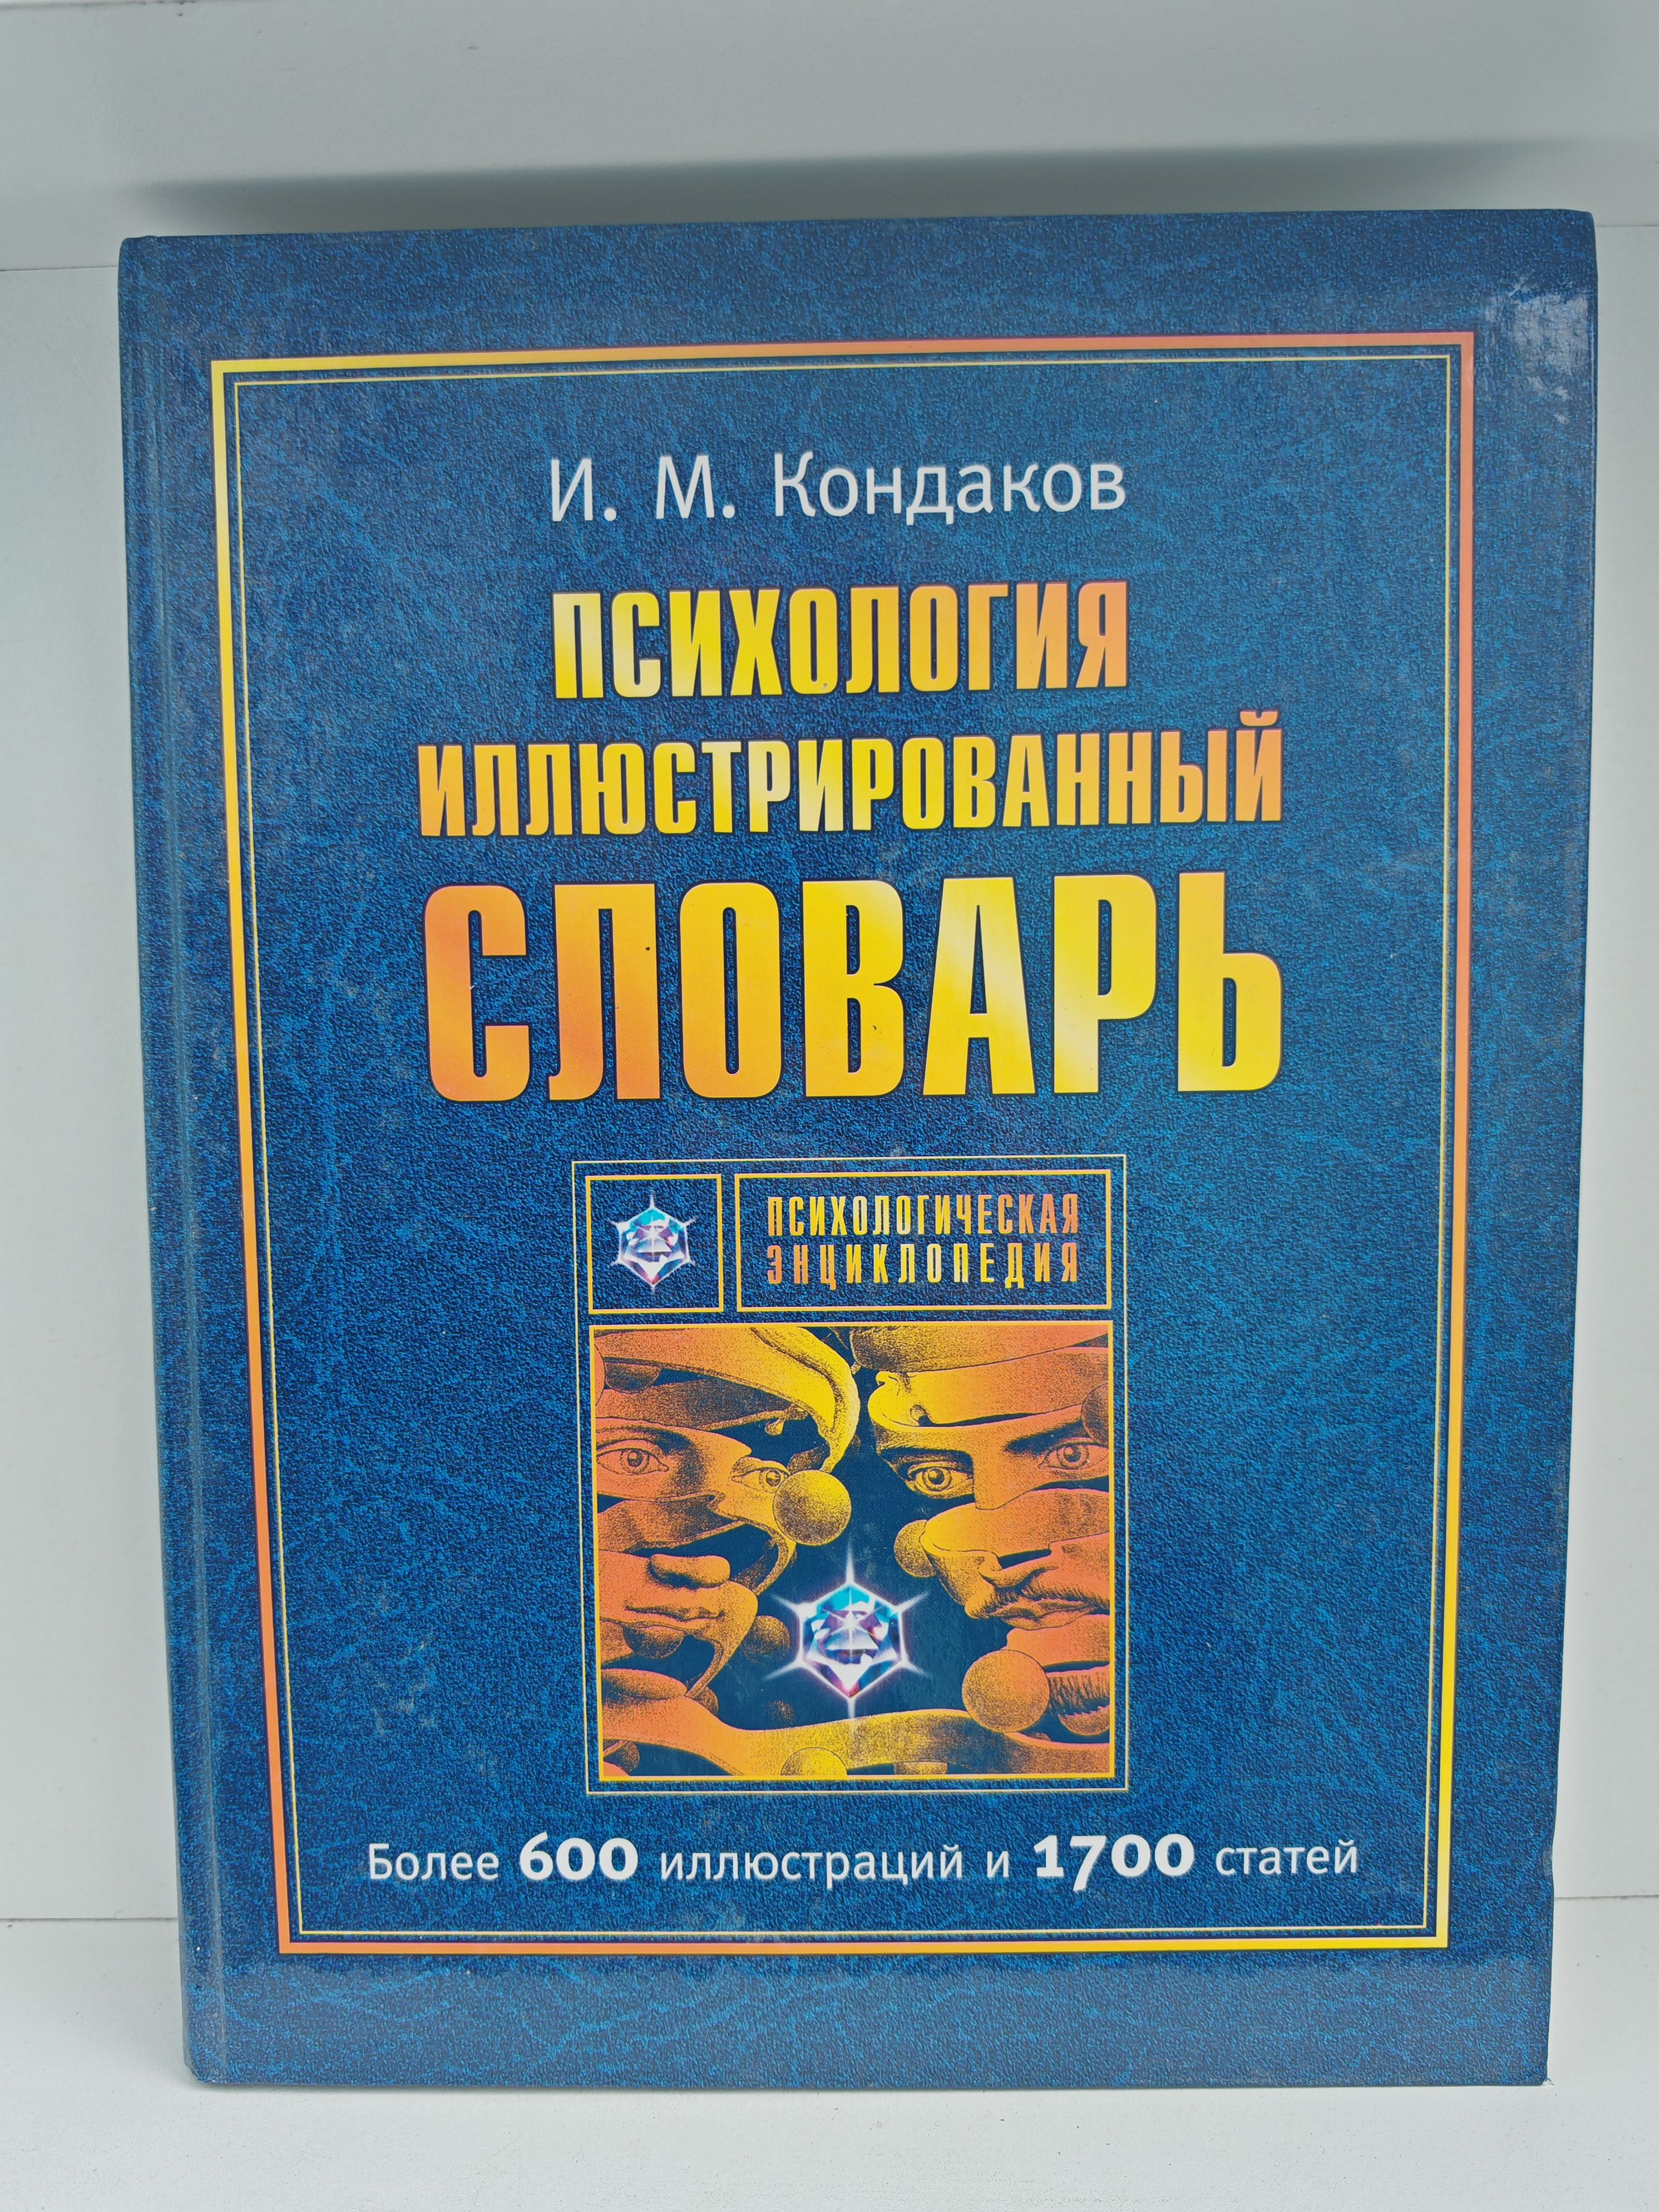 И. М. Кондаков
ПСИХОЛОГИЯ
ИЛЛЮСТРИРОВАННЫЙ
СЛОВАРЬ
ПСИХОЛОГИЧЕСКАЯ
ЭНЦИКЛОПЕДИЯ
Более 600 иллюстраций и 1700 статей